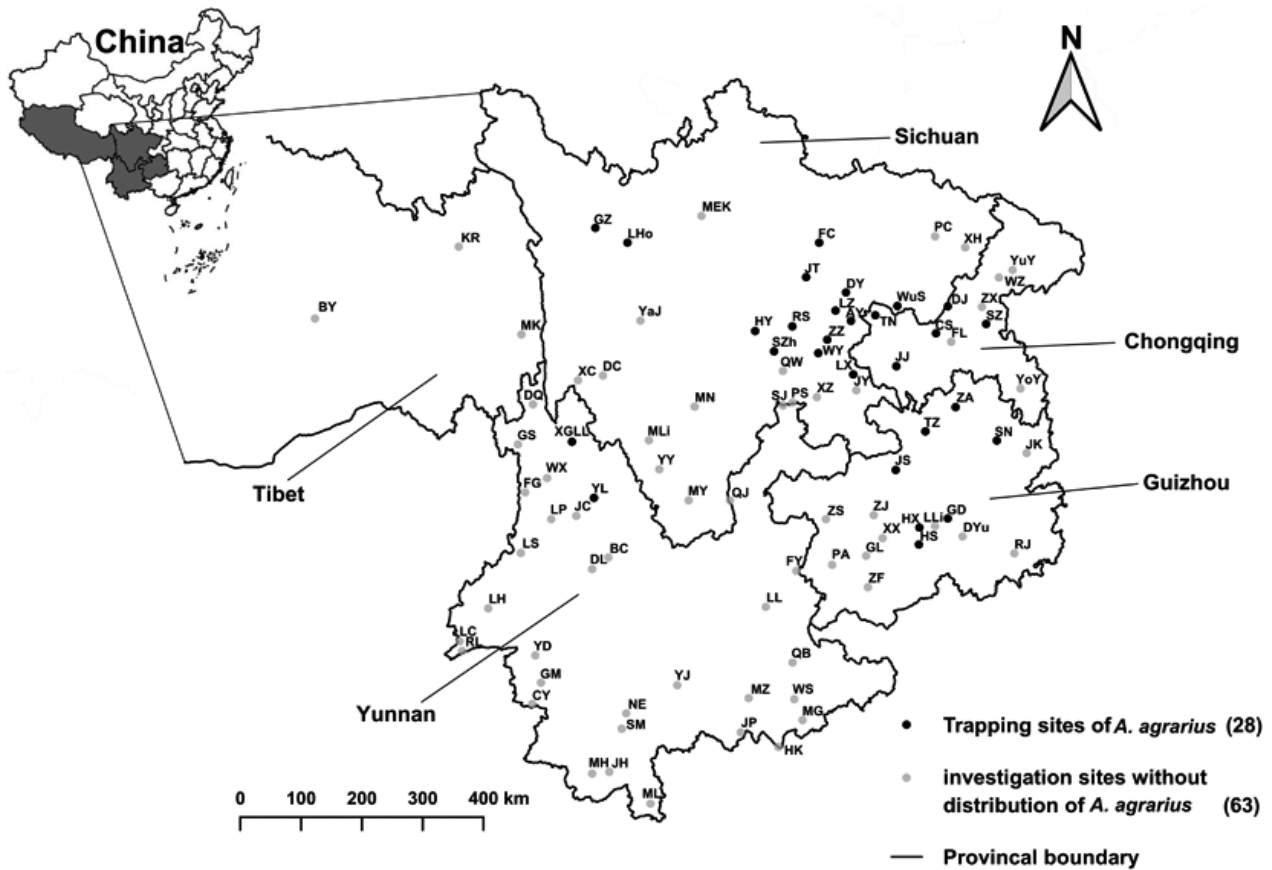 China
N
Sichuan
MEK
GZ
LHo
FC
PC
XH
KR
YuY
WZ
JT
DY
BY
LZ
WuS
DJ
ZX
YaJ
HY
RS
AY
TN
SZ
MK
ZZ
CS
FL
SZh
WY
Chongqing
QW
LX
JJ
XC
DC
JY
YoY
DQ
MN
SJ
PS
XZ
ZA
GS
XGLL
MLi
TZ
SN
JK
YY
JS
Tibet
FG
WX
YL
MY
QJ
Guizhou
LP
JC
ZS
ZJ
HX
LLi
GD
XX
HS
DYu
LS
BC
DL
FY
PA
GL
RJ
ZF
LH
LL
LC
RL
YD
QB
GM
YJ
MZ
WS
CY
Yunnan
NE
SM
JP
MG
HK
MH
JH
ML
Trapping sites of A. agrarius (28)
investigation sites without
distribution of A. agrarius (63)
Provincal boundary
0 100 200 300 400 km